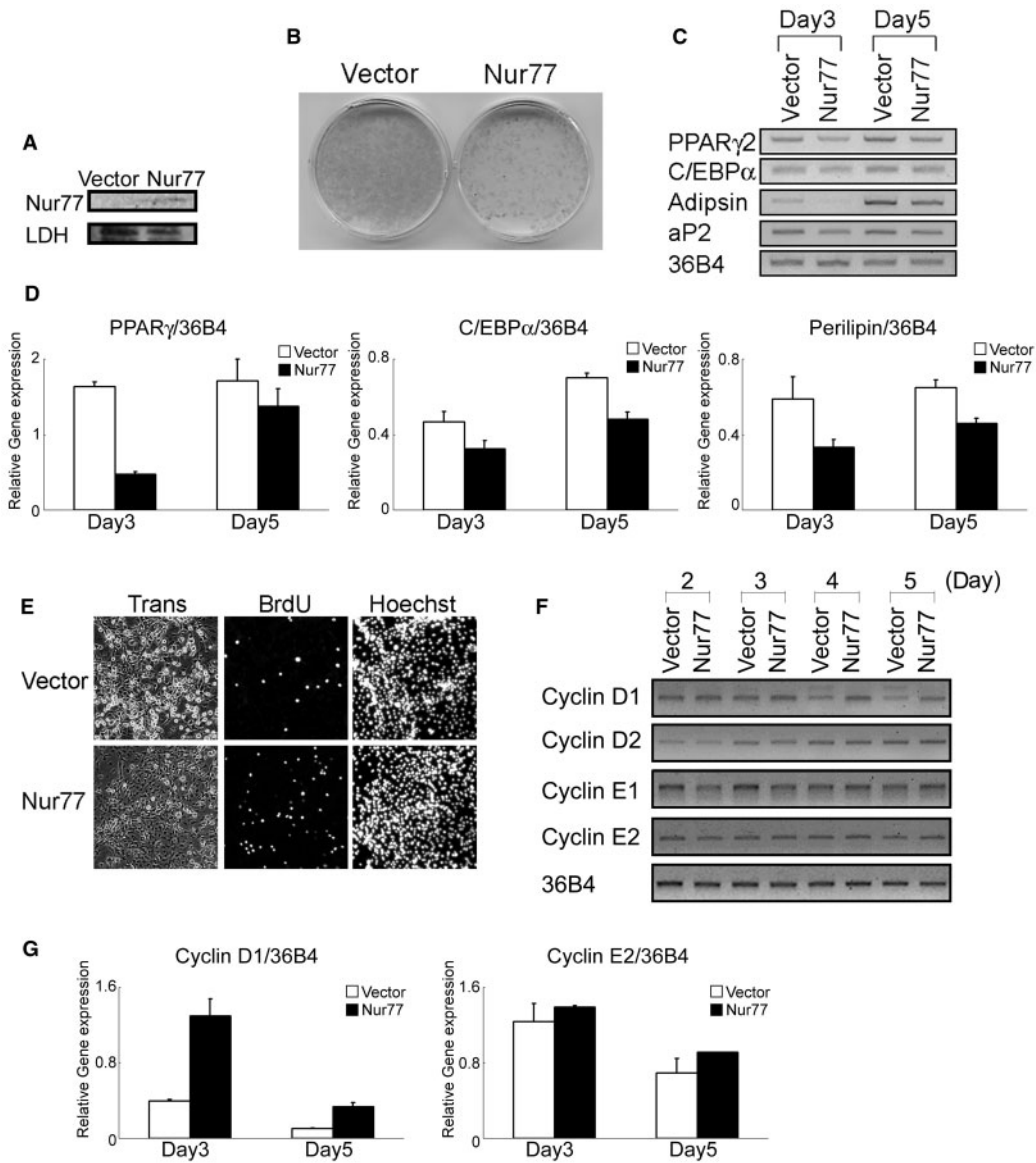 A
Vector Nur77
Nur77
LDH
B
Vector Nur77
C
Day3 Day5
Vector Nur77 Vector Nur77
PPARγ2
C/EBPα
Adipsin
aP2
36B4
D
PPARγ/36B4
Relative Gene expression
2
1
0
Vector
Nur77
Day3 Day5
C/EBPα/36B4
Relative Gene expression
0.8
0.4
0
Vector
Nur77
Day3 Day5
Perilipin/36B4
Relative Gene expression
0.8
0.4
0
Vector
Nur77
Day3 Day5
E
Trans BrdU Hoechst
Vector
Nur77
F
2 3 4 5 (Day)
Vector Nur77 Vector Nur77 Vector Nur77 Vector Nur77
Cyclin D1
Cyclin D2
Cyclin E1
Cyclin E2
36B4
G
Cyclin D1/36B4
Relative Gene expression
1.6
0.8
0
Vector
Nur77
Day3 Day5
Cyclin E2/36B4
Relative Gene expression
1.6
0.8
0
Vector
Nur77
Day3 Day5